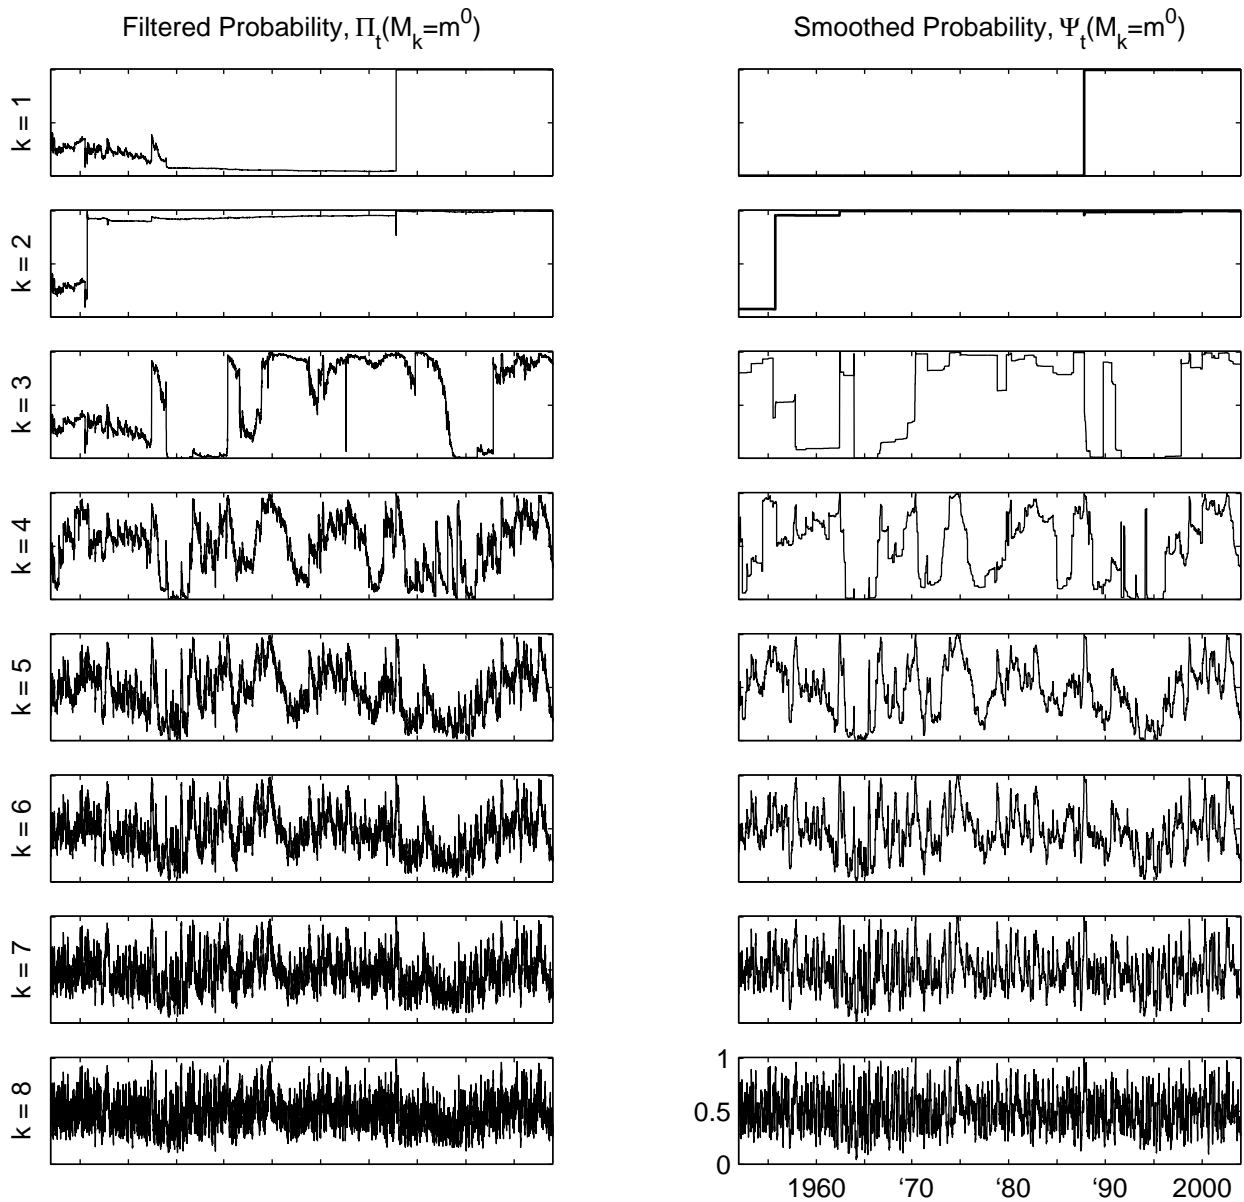 Filtered Probability, Π_t(M_k=m^0)
Smoothed Probability, Ψ_t(M_k=m^0)
k = 1
k = 2
k = 3
k = 4
k = 5
k = 6
k = 7
k = 8
1
0.5
0
1960 ‘70 ‘80 ‘90 2000